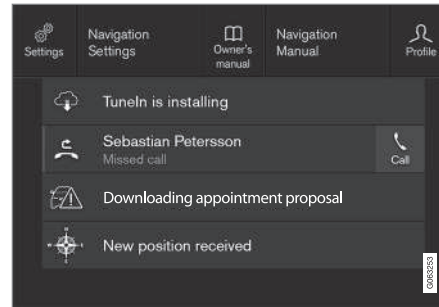 Settings
Navigation
Settings
Owner's
manual
Navigation
Manual
Profile
TuneIn is installing
Sebastian Petersson
Missed call
Call
Downloading appointment proposal
New position received
G063253